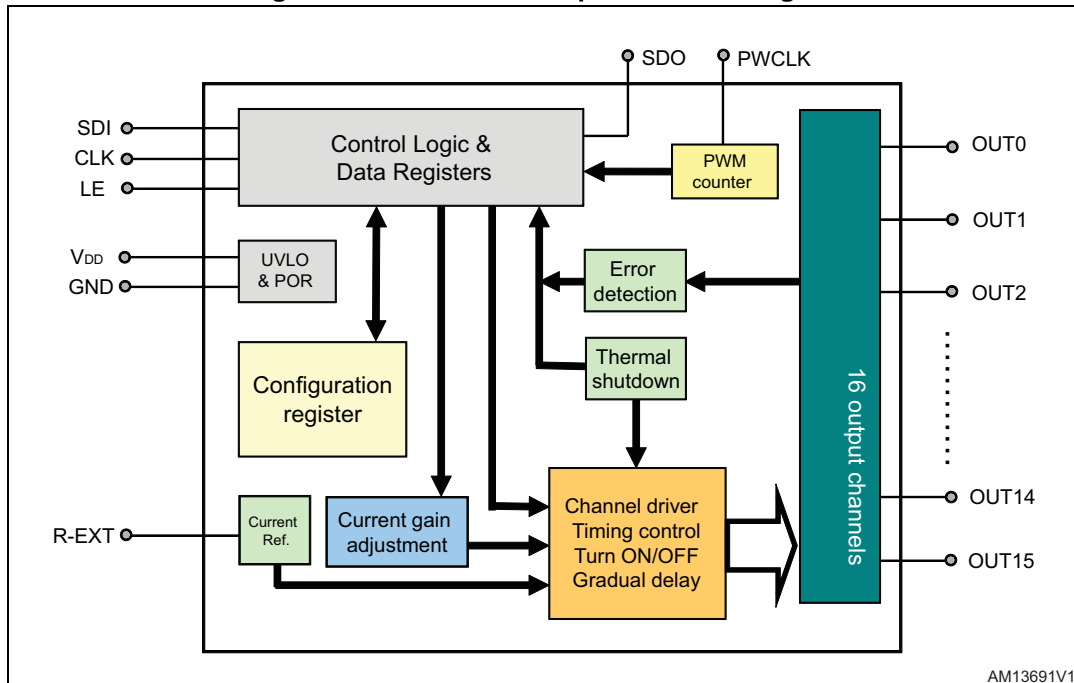 SDO
PWCLK
SDI
CLK
LE
Control Logic &
Data Registers
PWM
counter
OUT0
OUT1
OUT2
VDD
GND
UVLO
& POR
Error
detection
Thermal
shutdown
Configuration
register
16 output channels
R-EXT
Current
Ref.
Current gain
adjustment
Channel driver
Timing control
Turn ON/OFF
Gradual delay
OUT14
OUT15
AM13691V1